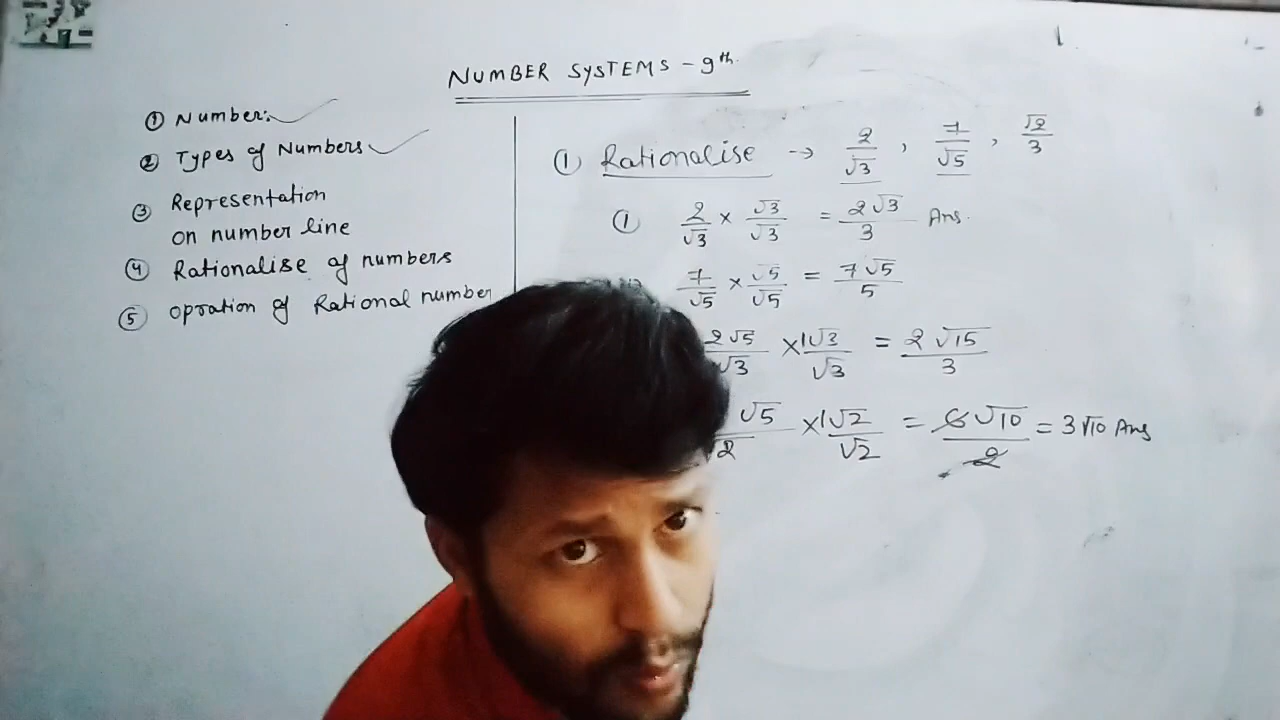 NUMBER SYSTEMS - 9th.
① Number:
② Types of Numbers
③ Representation
on number line
④ Rationalise of numbers
⑤ opration of Rational number
① Rationalise → 2/√3 , 7/√5 , √2/3
① 2/√3 × √3/√3 = 2√3/3 Ans.
7/√5 × √5/√5 = 7√5/5
2√5/√3 × 1√3/√3 = 2√15/3
√5/√2 × 1√2/√2 = 6√10/2 = 3√10 Ans